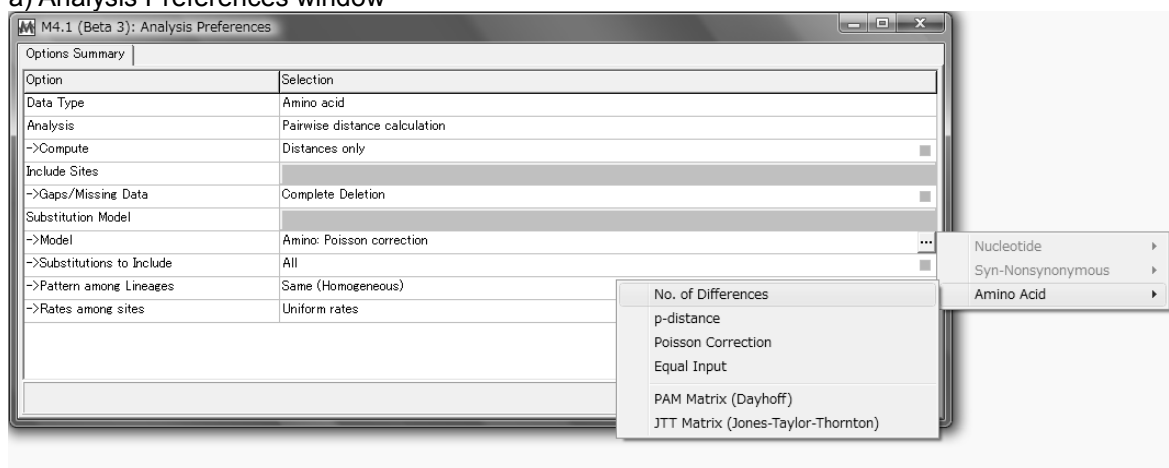 a) Analysis Preferences window
M4.1 (Beta 3): Analysis Preferences
Options Summary
Option Selection
Data Type Amino acid
Analysis Pairwise distance calculation
->Compute Distances only
Include Sites
->Gaps/Missing Data Complete Deletion
Substitution Model
->Model Amino: Poisson correction ...
->Substitutions to Include All
->Pattern among Lineages Same (Homogeneous)
->Rates among sites Uniform rates
Nucleotide
Syn-Nonsynonymous
Amino Acid
No. of Differences
p-distance
Poisson Correction
Equal Input
PAM Matrix (Dayhoff)
JTT Matrix (Jones-Taylor-Thornton)